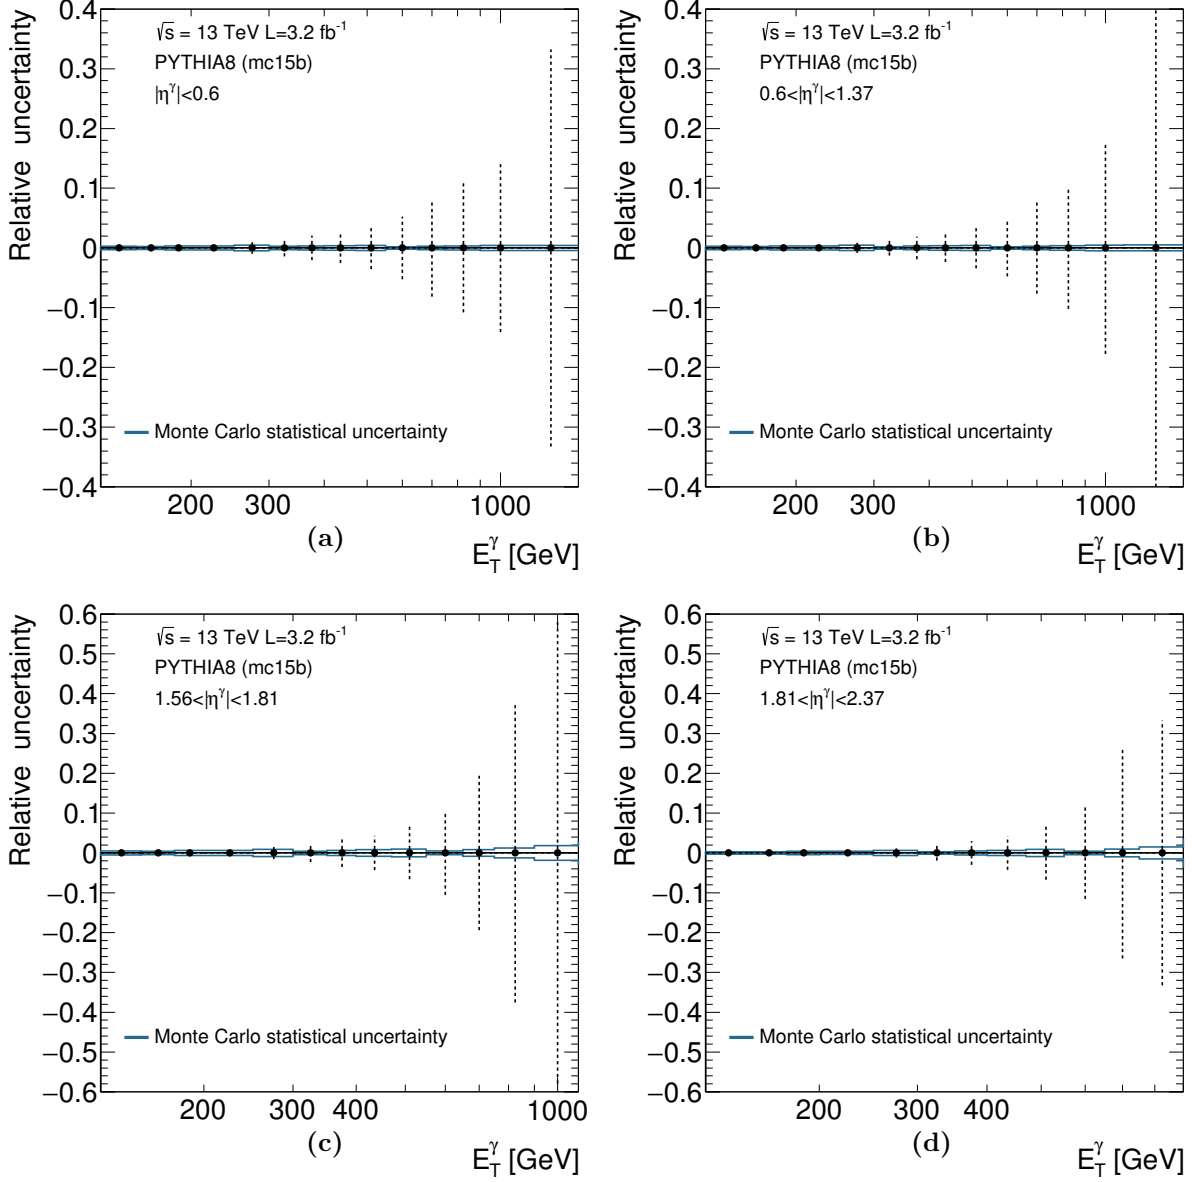 Relative uncertainty
0.4
0.3
0.2
0.1
0
−0.1
−0.2
−0.3
−0.4
√s = 13 TeV L=3.2 fb⁻¹
PYTHIA8 (mc15b)
|η^γ|<0.6
Monte Carlo statistical uncertainty
200 300 1000
(a)
E_T^γ [GeV]
Relative uncertainty
0.4
0.3
0.2
0.1
0
−0.1
−0.2
−0.3
−0.4
√s = 13 TeV L=3.2 fb⁻¹
PYTHIA8 (mc15b)
0.6<|η^γ|<1.37
Monte Carlo statistical uncertainty
200 300 1000
(b)
E_T^γ [GeV]
Relative uncertainty
0.6
0.5
0.4
0.3
0.2
0.1
0
−0.1
−0.2
−0.3
−0.4
−0.5
−0.6
√s = 13 TeV L=3.2 fb⁻¹
PYTHIA8 (mc15b)
1.56<|η^γ|<1.81
Monte Carlo statistical uncertainty
200 300 400 1000
(c)
E_T^γ [GeV]
Relative uncertainty
0.6
0.5
0.4
0.3
0.2
0.1
0
−0.1
−0.2
−0.3
−0.4
−0.5
−0.6
√s = 13 TeV L=3.2 fb⁻¹
PYTHIA8 (mc15b)
1.81<|η^γ|<2.37
Monte Carlo statistical uncertainty
200 300 400
(d)
E_T^γ [GeV]